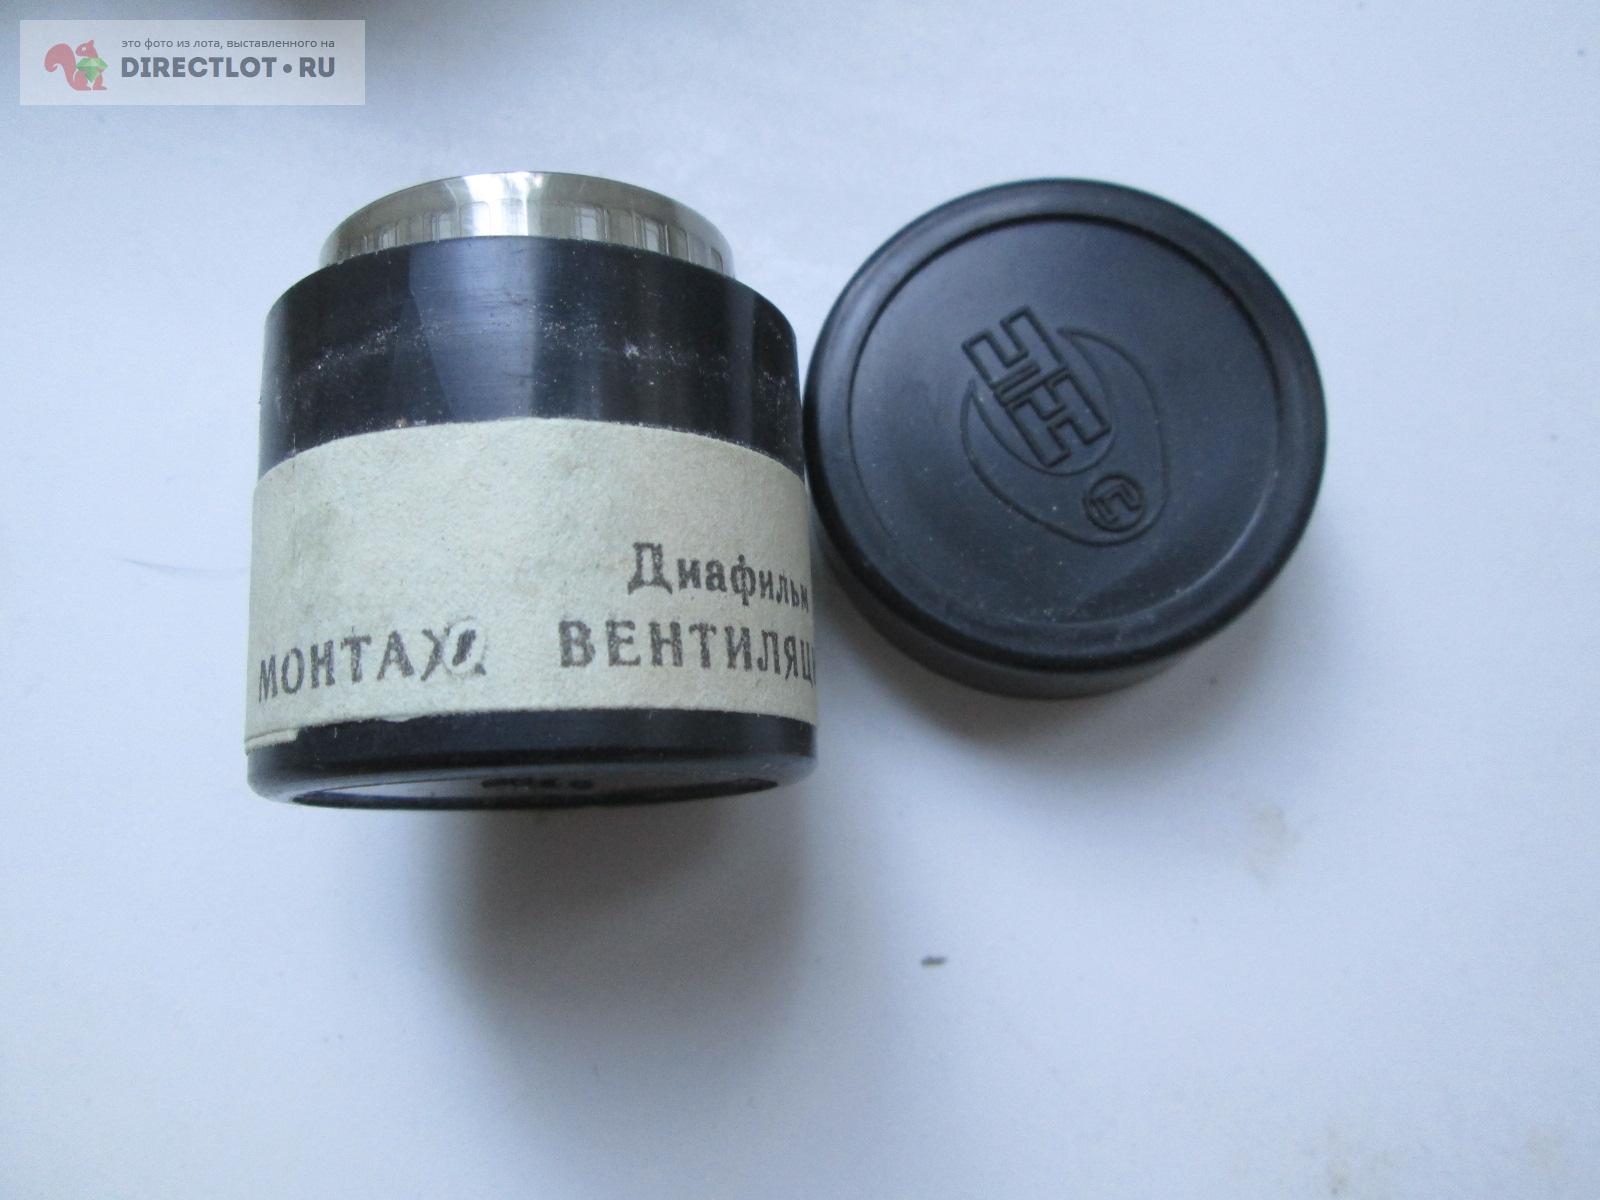 это фото из лота, выставленного на
DIRECTLOT.RU
Диафильм
МОНТАЖ ВЕНТИЛЯЦ